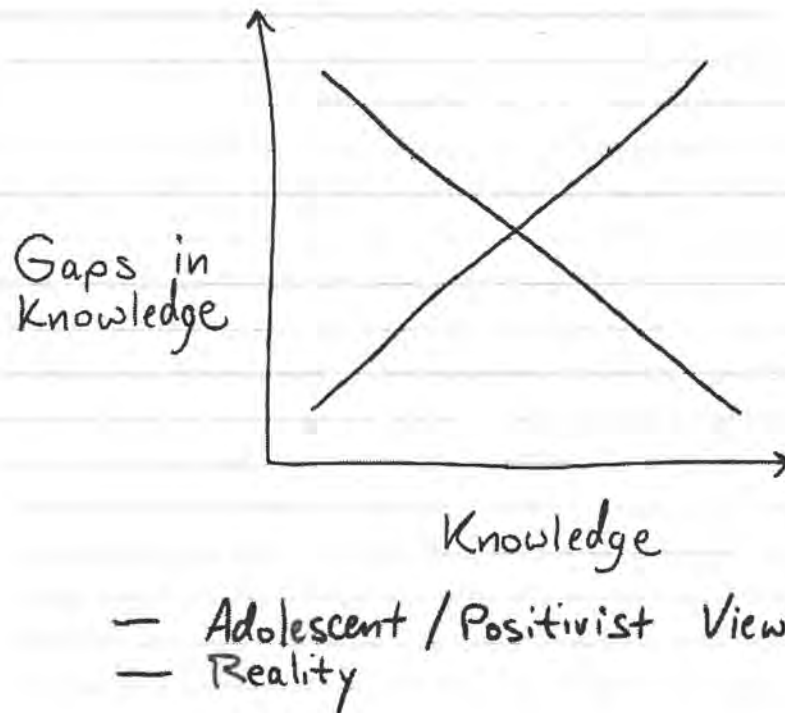 Gaps in
Knowledge
Knowledge
— Adolescent / Positivist View
— Reality